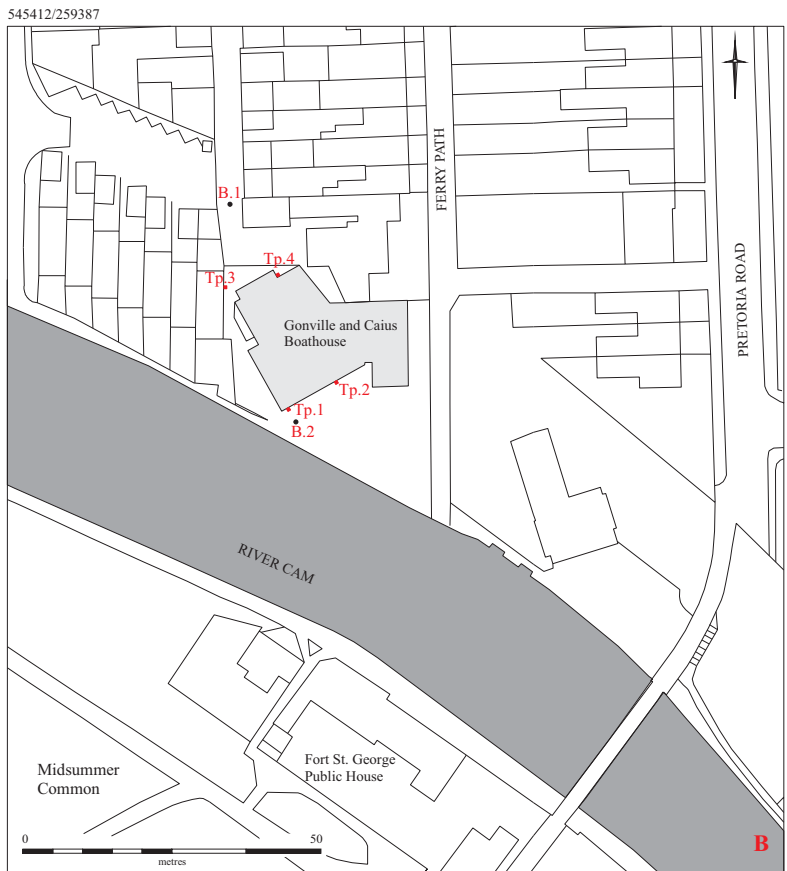 545412/259387
FERRY PATH
B.1
PRETORIA ROAD
Tp.4
Tp.3
Gonville and Caius
Boathouse
Tp.2
Tp.1
B.2
RIVER CAM
Fort St. George
Public House
Midsummer
Common
0 50
metres
B